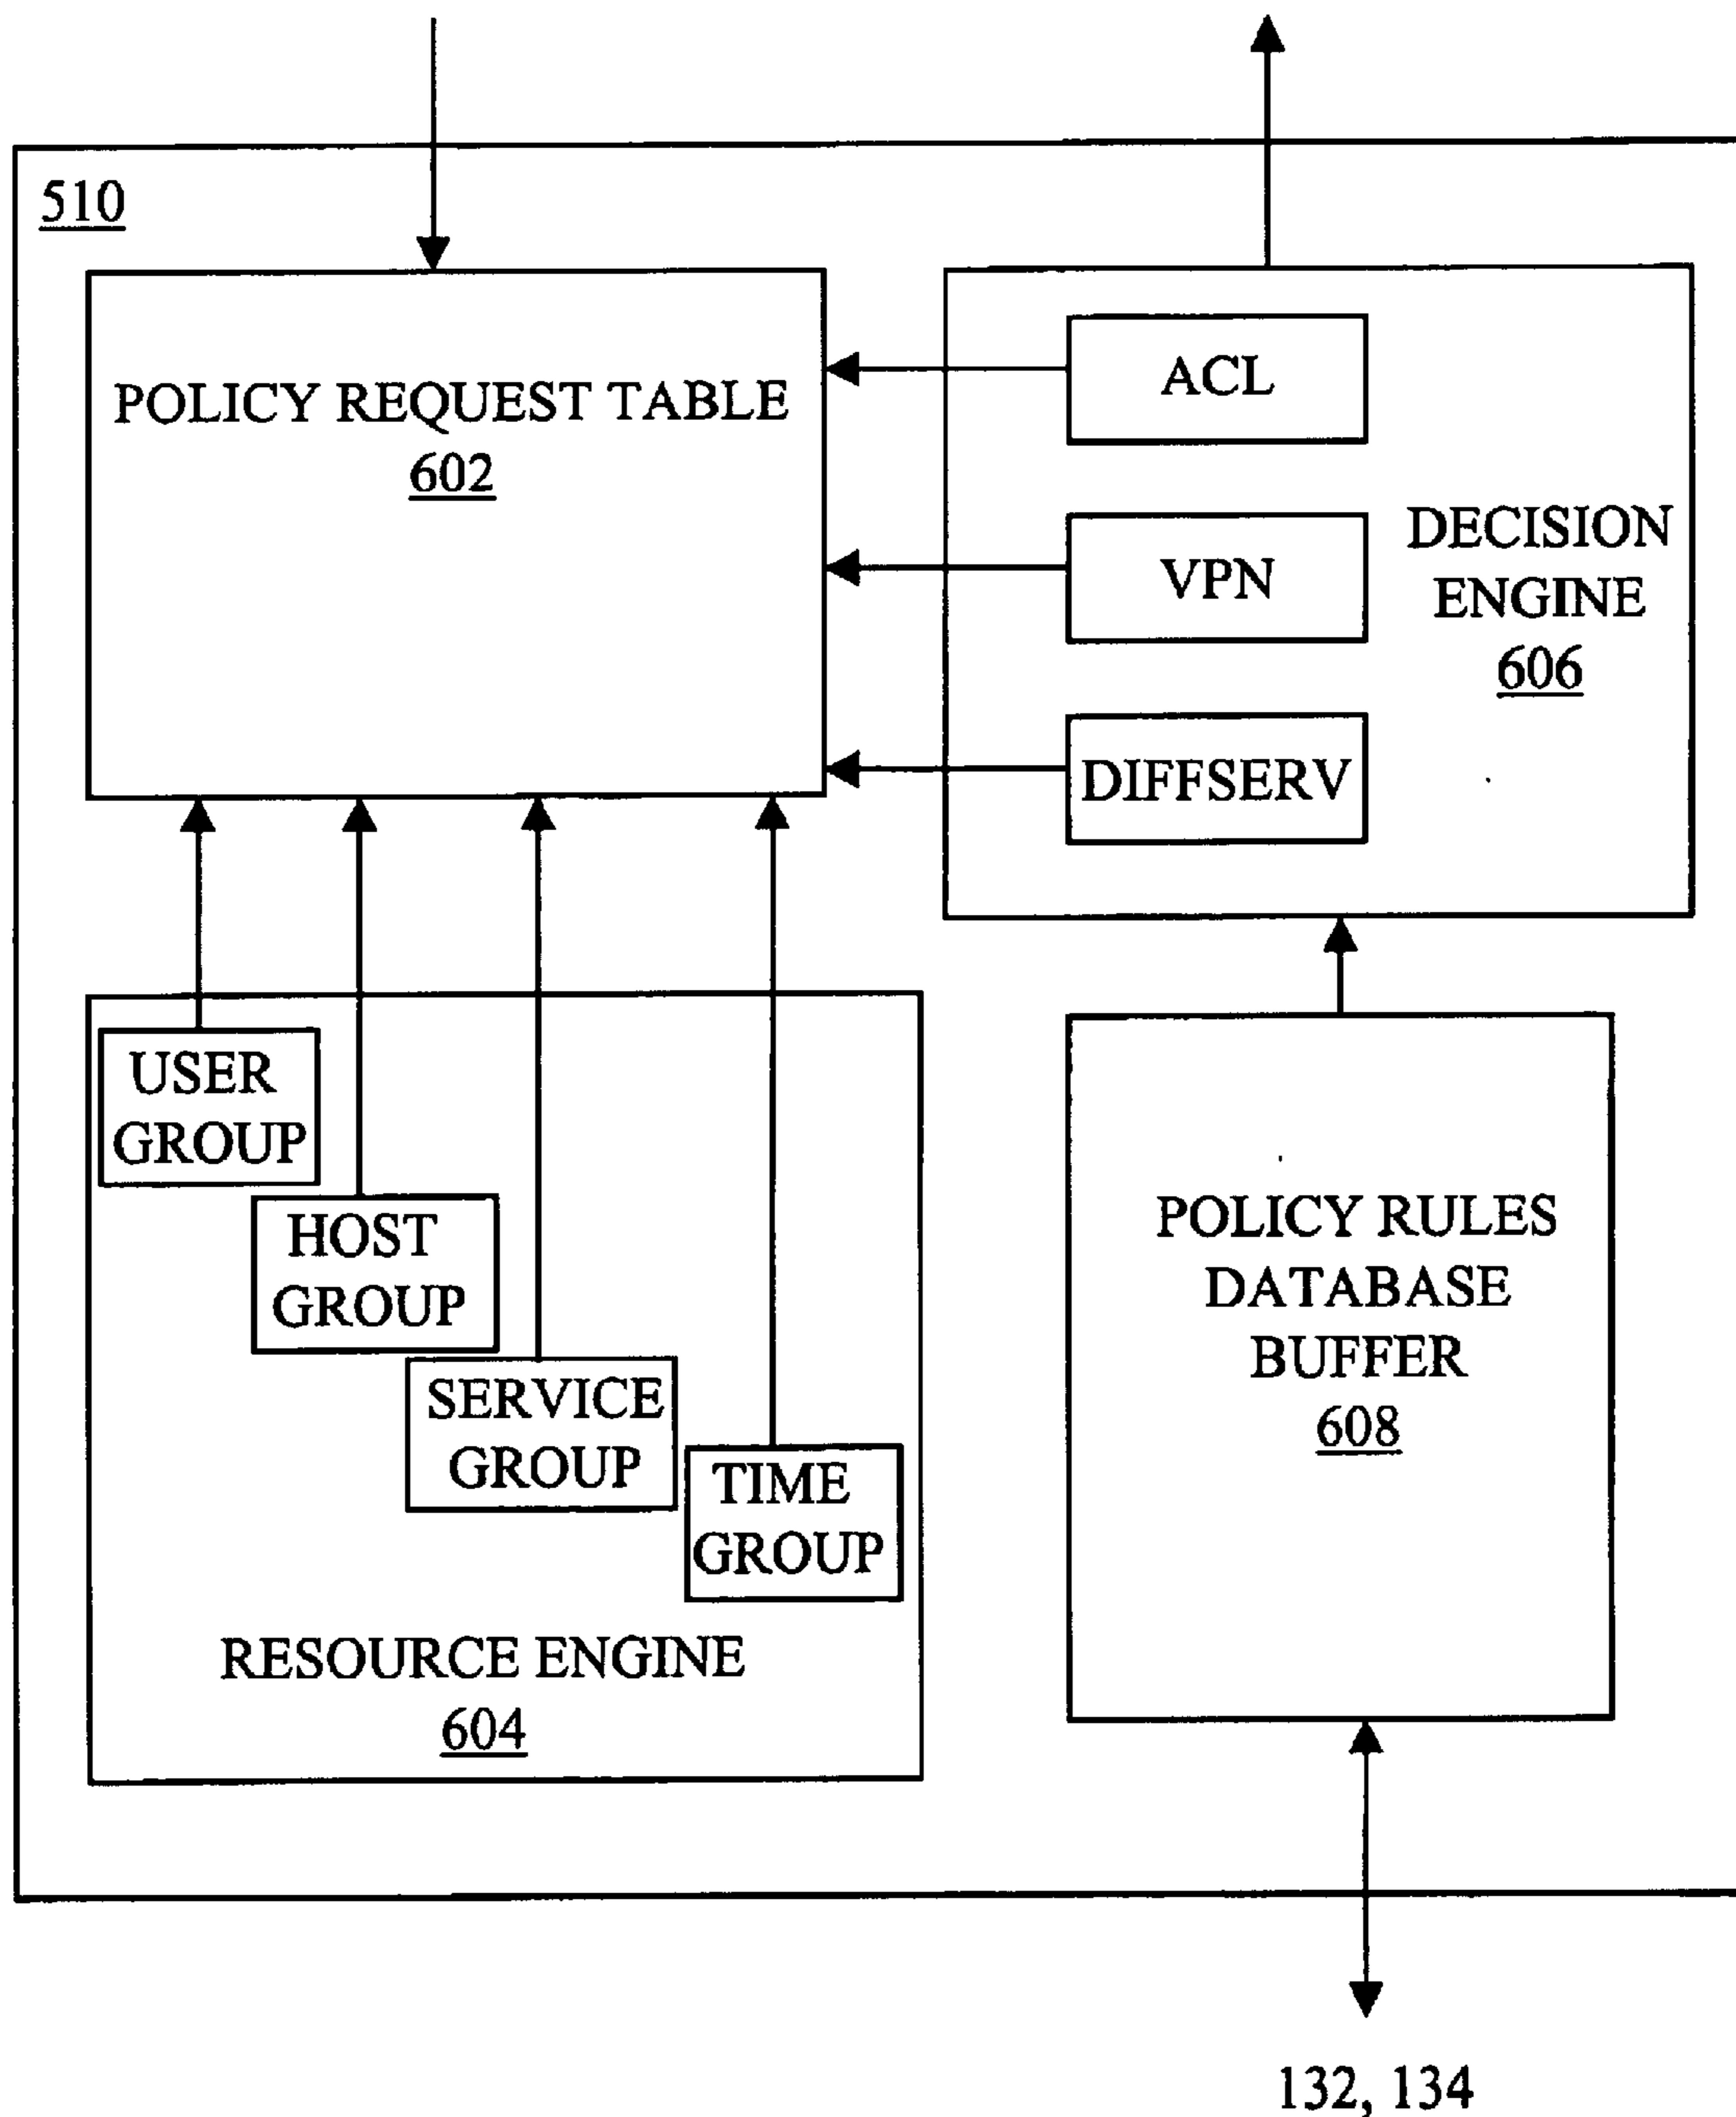 510
POLICY REQUEST TABLE
602
ACL
VPN
DIFFSERV
DECISION
ENGINE
606
USER
GROUP
HOST
GROUP
SERVICE
GROUP
TIME
GROUP
RESOURCE ENGINE
604
POLICY RULES
DATABASE
BUFFER
608
132, 134